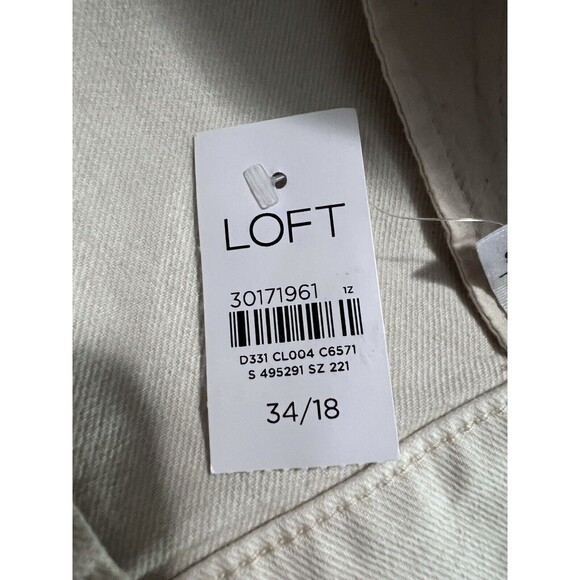 LOFT
30171961 1Z
D331 CL004 C6571
S 495291 SZ 221
34/18